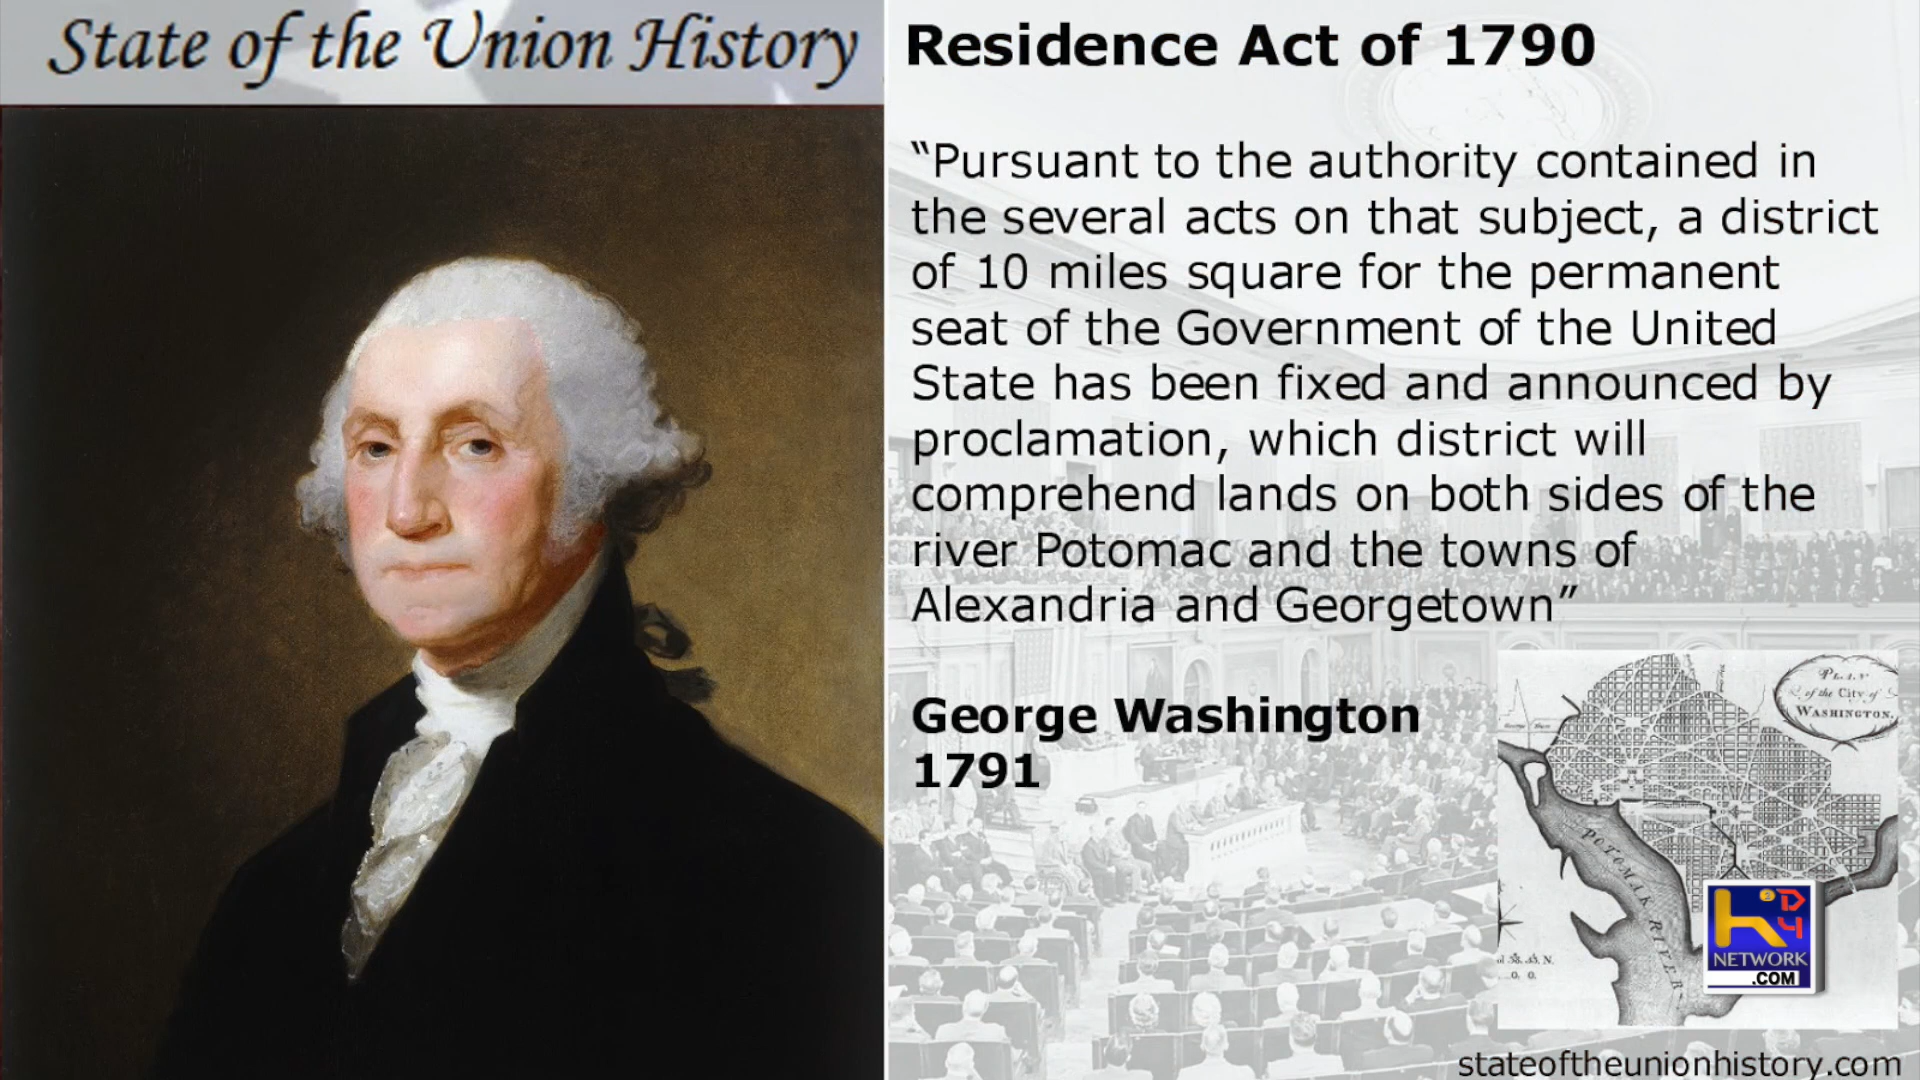 State of the Union History
Residence Act of 1790
“Pursuant to the authority contained in
the several acts on that subject, a district
of 10 miles square for the permanent
seat of the Government of the United
State has been fixed and announced by
proclamation, which district will
comprehend lands on both sides of the
river Potomac and the towns of
Alexandria and Georgetown”
George Washington
1791
PLAN
of the City of
WASHINGTON.
POTOMAK RIVER
D
4
NETWORK
.COM
stateoftheunionhistory.com